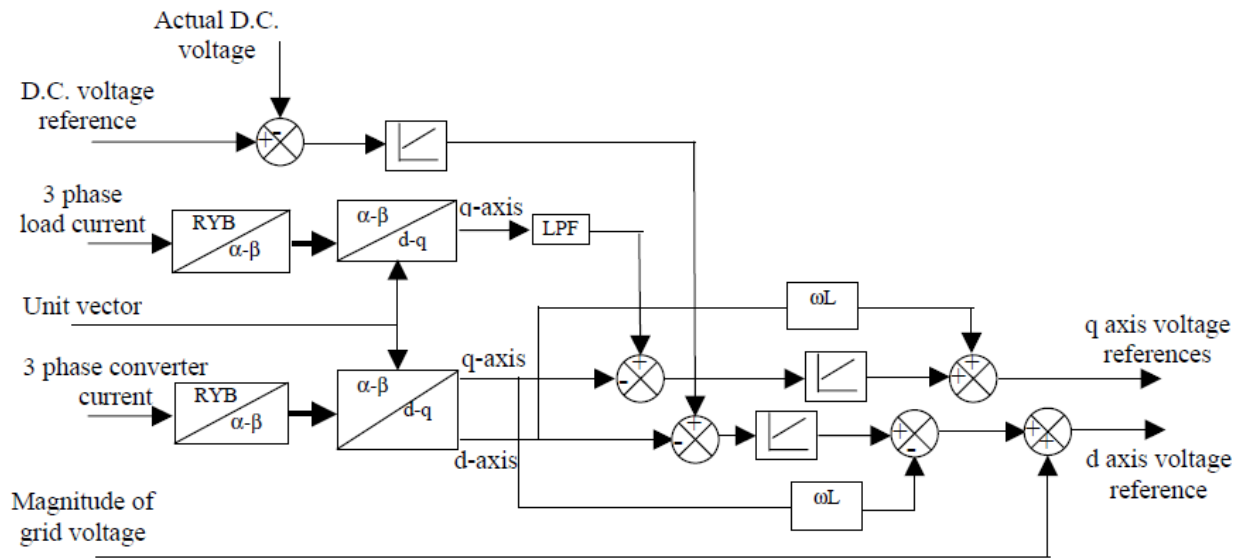 Actual D.C.
voltage
D.C. voltage
reference
+
-
3 phase
load current
RYB
α-β
α-β
d-q
q-axis
LPF
Unit vector
ωL
q axis voltage
references
3 phase converter
current
RYB
α-β
α-β
d-q
q-axis
d-axis
+
-
+
+
+
-
+
-
+
+
d axis voltage
reference
ωL
Magnitude of
grid voltage